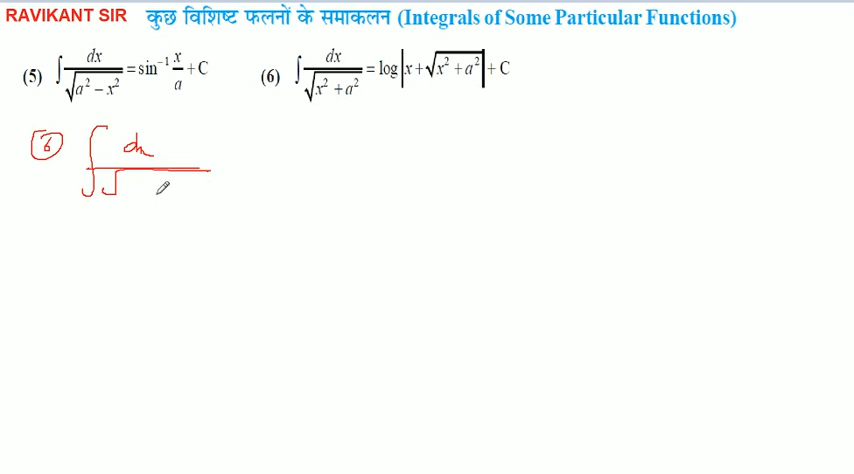 RAVIKANT SIR कुछ विशिष्ट फलनों के समाकलन (Integrals of Some Particular Functions)
(5) ∫ dx/√(a² – x²) = sin⁻¹ x/a + C (6) ∫ dx/√(x² + a²) = log |x + √(x² + a²)| + C
⑥ ∫ dx/√